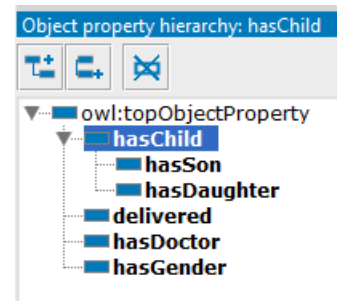 Object property hierarchy: hasChild
owl:topObjectProperty
hasChild
hasSon
hasDaughter
delivered
hasDoctor
hasGender